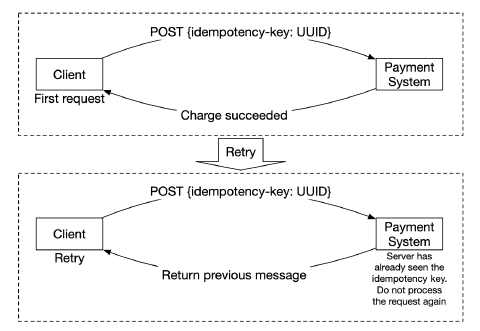 POST {idempotency-key: UUID}
Client
Payment
System
First request
Charge succeeded
Retry
POST {idempotency-key: UUID}
Client
Payment
System
Retry
Return previous message
Server has
already seen the
idempotency key.
Do not process
the request again